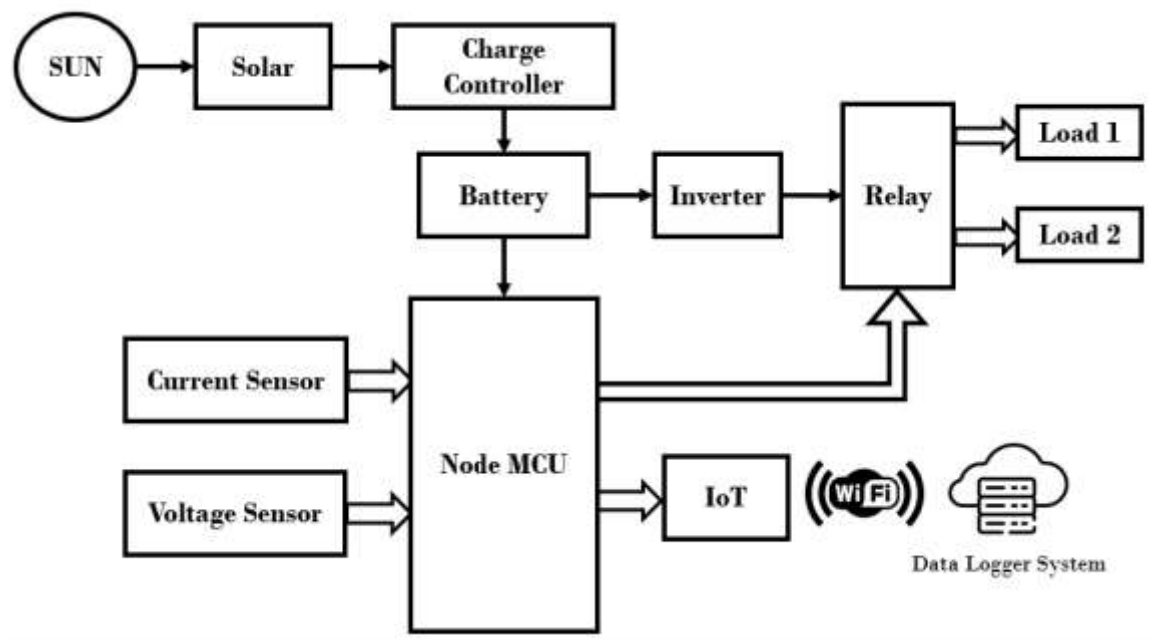 SUN
Solar
Charge
Controller
Battery
Inverter
Relay
Load 1
Load 2
Current Sensor
Voltage Sensor
Node MCU
IoT
WiFi
Data Logger System